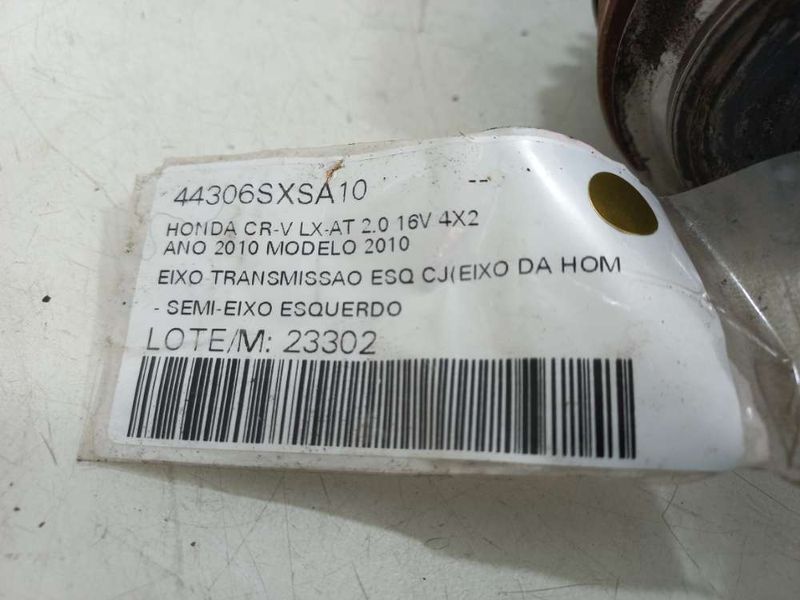 44306SXSA10 --
HONDA CR-V LX-AT 2.0 16V 4X2
ANO 2010 MODELO 2010
EIXO TRANSMISSAO ESQ CJ(EIXO DA HOM
- SEMI-EIXO ESQUERDO
LOTE/M: 23302